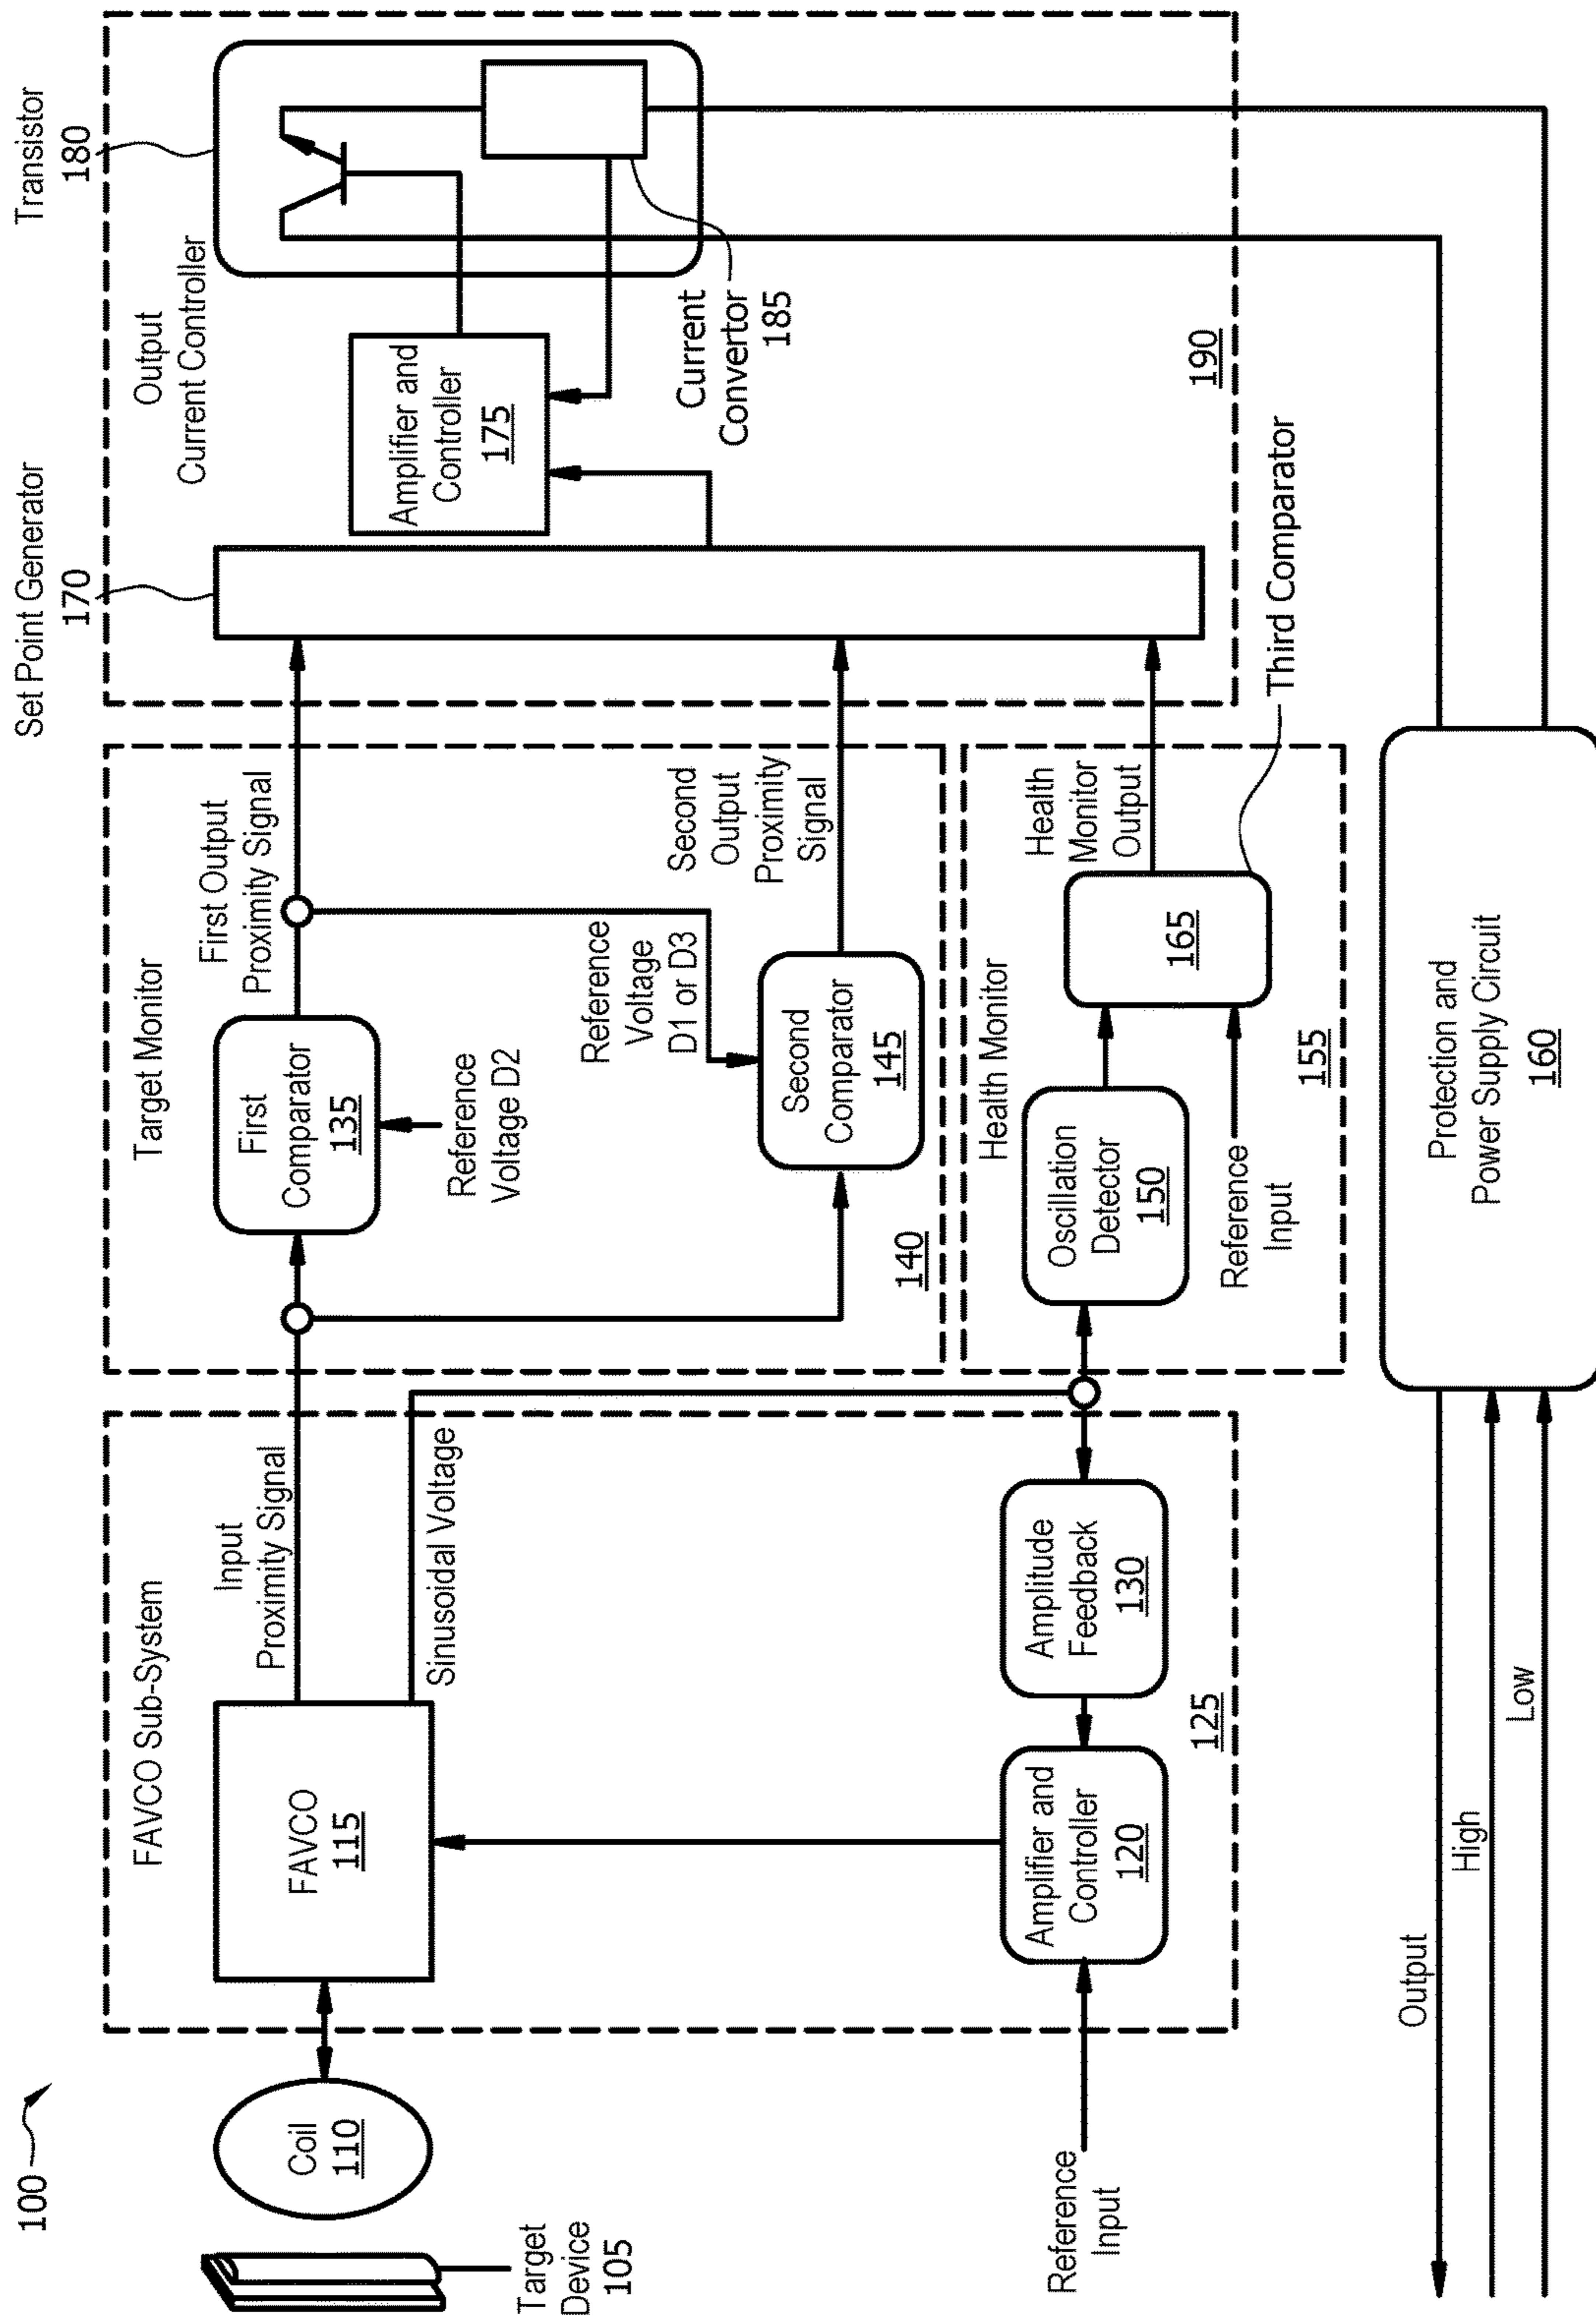 100
Target
Device
105
Coil
110
FAVCO Sub-System
FAVCO
115
Input
Proximity Signal
Sinusoidal Voltage
Reference
Input
Amplifier and
Controller
120
Amplitude
Feedback
130
125
Target Monitor
First
Comparator
135
Reference
Voltage D2
First Output
Proximity Signal
Reference
Voltage
D1 or D3
Second
Comparator
145
Second
Output
Proximity
Signal
140
Health Monitor
Oscillation
Detector
150
Reference
Input
165
Health
Monitor
Output
155
Third Comparator
Set Point Generator
170
Output
Current Controller
Amplifier and
Controller
175
Transistor
180
Current
Convertor
185
190
Protection and
Power Supply Circuit
160
Output
High
Low